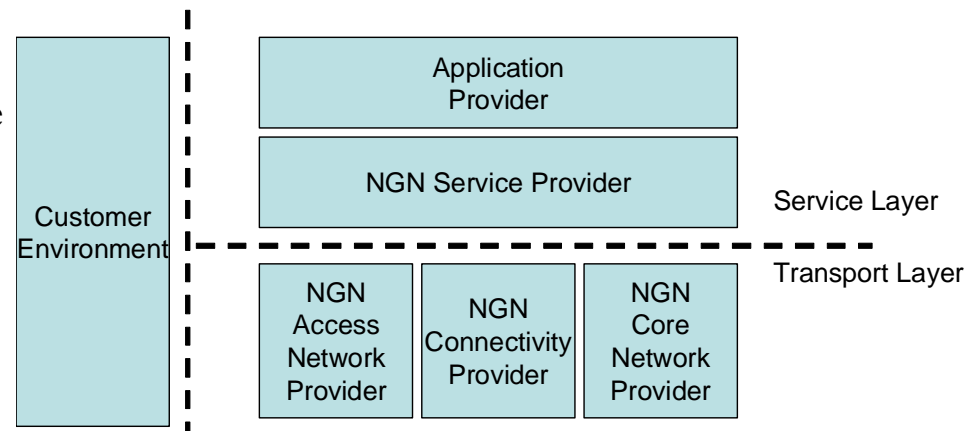 Customer
Environment
Application
Provider
NGN Service Provider
Service Layer
Transport Layer
NGN
Access
Network
Provider
NGN
Connectivity
Provider
NGN
Core
Network
Provider